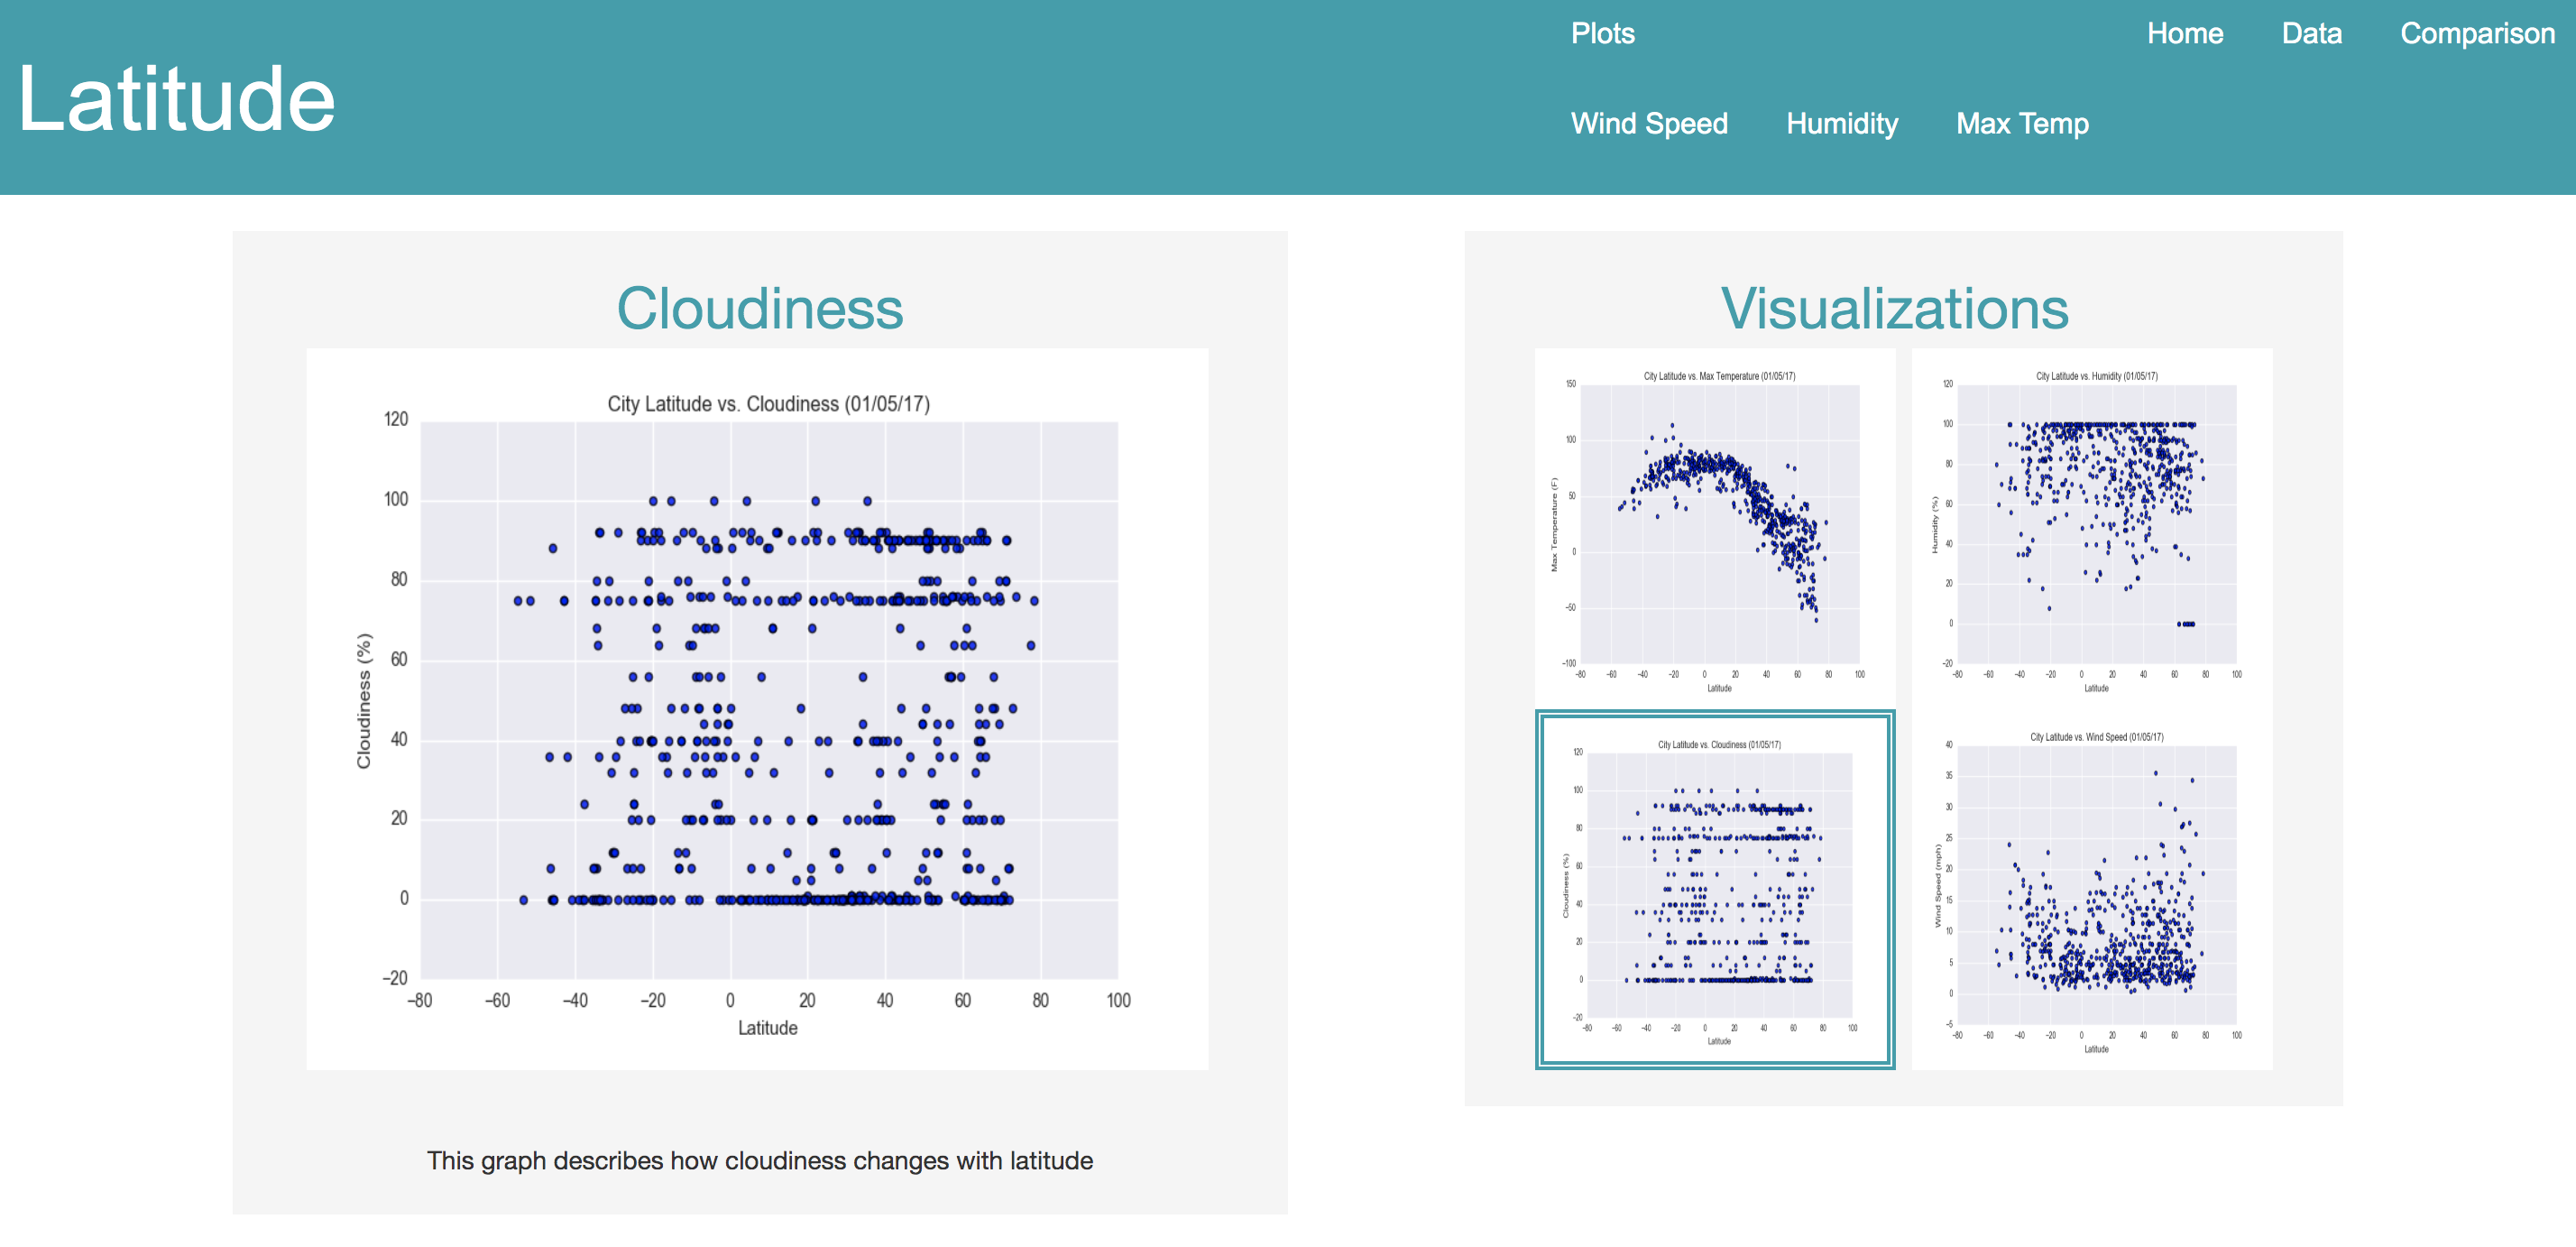 Latitude
Plots
Home Data Comparison
Wind Speed Humidity Max Temp
Cloudiness
City Latitude vs. Cloudiness (01/05/17)
120
100
80
60
40
20
0
−20
Cloudiness (%)
−80 −60 −40 −20 0 20 40 60 80 100
Latitude
This graph describes how cloudiness changes with latitude
Visualizations
City Latitude vs. Max Temperature (01/05/17)
150
100
50
0
−50
−100
Max Temperature (F)
−80 −60 −40 −20 0 20 40 60 80 100
Latitude
City Latitude vs. Humidity (01/05/17)
120
100
80
60
40
20
0
−20
Humidity (%)
−80 −60 −40 −20 0 20 40 60 80 100
Latitude
City Latitude vs. Cloudiness (01/05/17)
120
100
80
60
40
20
0
−20
Cloudiness (%)
−80 −60 −40 −20 0 20 40 60 80 100
Latitude
City Latitude vs. Wind Speed (01/05/17)
40
35
30
25
20
15
10
5
0
−5
Wind Speed (mph)
−80 −60 −40 −20 0 20 40 60 80 100
Latitude